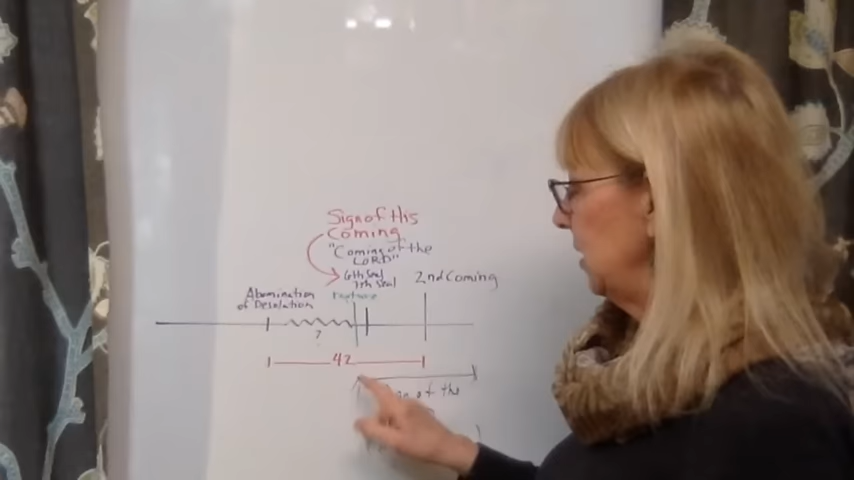 Sign of His
Coming
"Coming of the
LORD"
6th Seal
7th Seal
2nd Coming
Abomination
of Desolation
rapture
?
42
of the